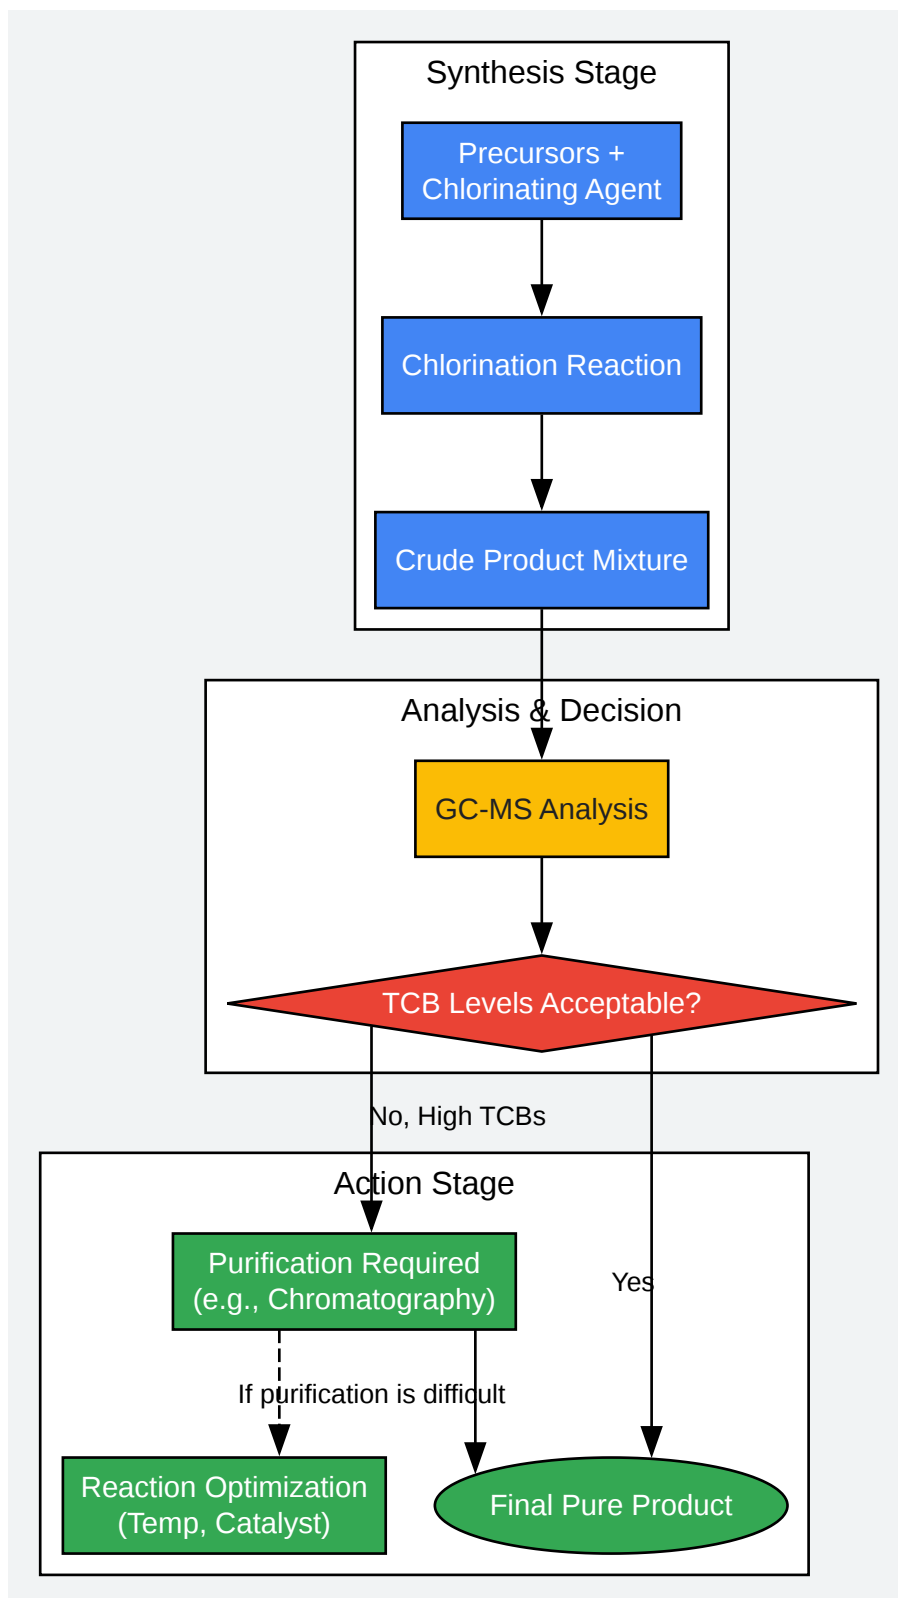 Synthesis Stage
Precursors +
Chlorinating Agent
Chlorination Reaction
Crude Product Mixture
Analysis & Decision
GC-MS Analysis
TCB Levels Acceptable?
No, High TCBs
Action Stage
Purification Required
(e.g., Chromatography)
Yes
If purification is difficult
Reaction Optimization
(Temp, Catalyst)
Final Pure Product